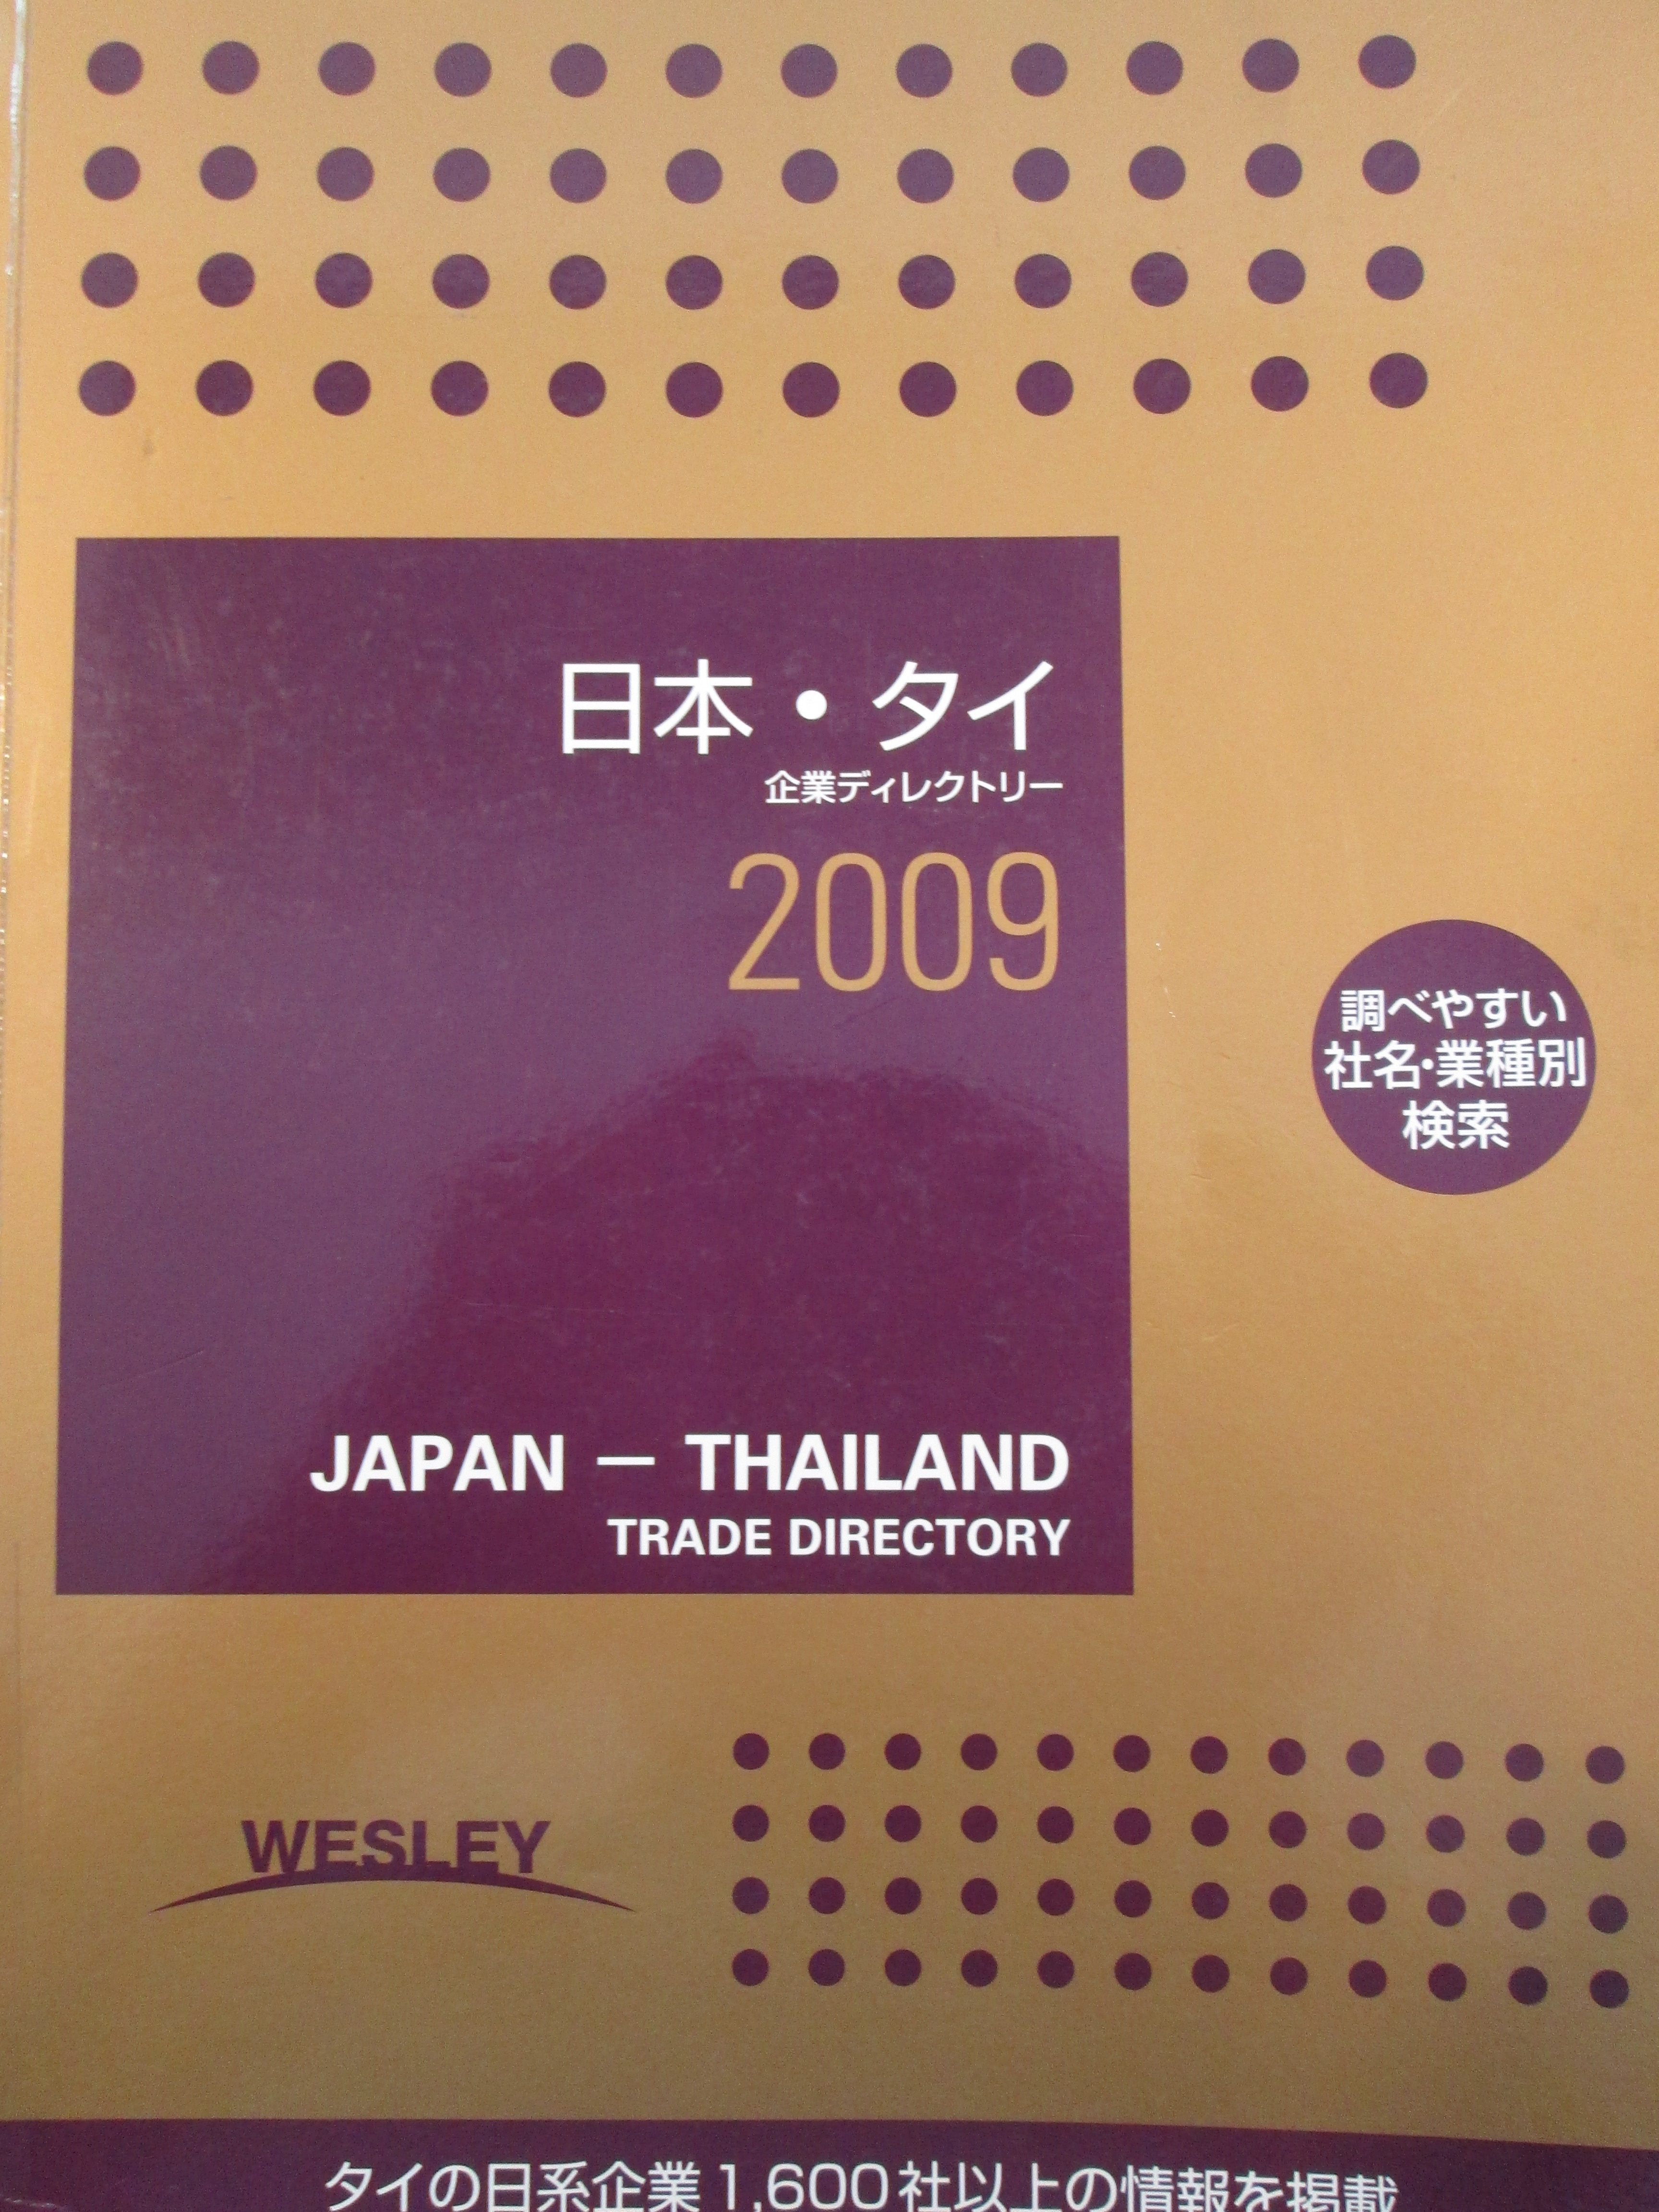 日本・タイ
企業ディレクトリー
2009
調べやすい
社名・業種別
検索
JAPAN — THAILAND
TRADE DIRECTORY
WESLEY
タイの日系企業1,600社以上の情報を掲載